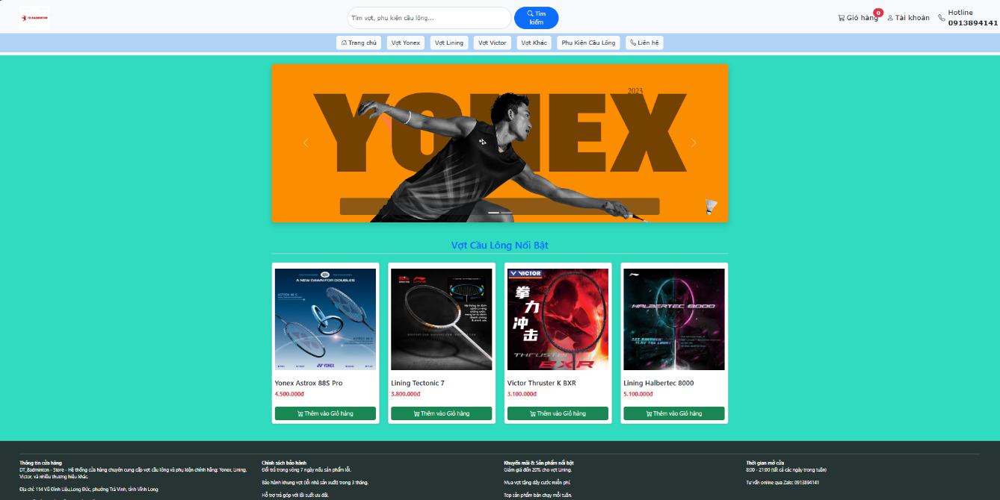 DT BADMINTON
Tìm vợt, phụ kiện cầu lông...
Tìm
kiếm
Giỏ hàng
0
Tài khoản
Hotline
0913894141
Trang chủ
Vợt Yonex
Vợt Lining
Vợt Victor
Vợt Khác
Phụ Kiện Cầu Lông
Liên hệ
YONEX
2023
Vợt Cầu Lông Nổi Bật
A NEW DAWN FOR DOUBLES
ASTROX 88 S
ASTROX 88 D
YONEX
Hệ thống ổn định
VICTOR
拳力冲击
THRUSTER
BXR
HALBERTEC 8000
Yonex Astrox 88S Pro
4.500.000đ
Thêm vào Giỏ hàng
Lining Tectonic 7
3.800.000đ
Thêm vào Giỏ hàng
Victor Thruster K BXR
3.100.000đ
Thêm vào Giỏ hàng
Lining Halbertec 8000
5.100.000đ
Thêm vào Giỏ hàng
Thông tin cửa hàng
DT_Badminton - Store - Hệ thống cửa hàng chuyên cung cấp vợt cầu lông và phụ kiện chính hãng: Yonex, Lining,
Victor, và nhiều thương hiệu khác.
Địa chỉ: 114 Vũ Đình Liệu,Long Đức, phường Trà Vinh, tỉnh Vĩnh Long
Chính sách bảo hành
Đổi trả trong vòng 7 ngày nếu sản phẩm lỗi.
Bảo hành khung vợt (lỗi nhà sản xuất) trong 3 tháng.
Hỗ trợ trả góp với lãi suất ưu đãi.
Khuyến mãi & Sản phẩm nổi bật
Giảm giá đến 20% cho vợt Lining.
Mua vợt tặng dây cước miễn phí.
Top sản phẩm bán chạy mỗi tuần.
Thời gian mở cửa
8:00 - 21:00 (tất cả các ngày trong tuần)
Tư vấn online qua Zalo: 0913894141